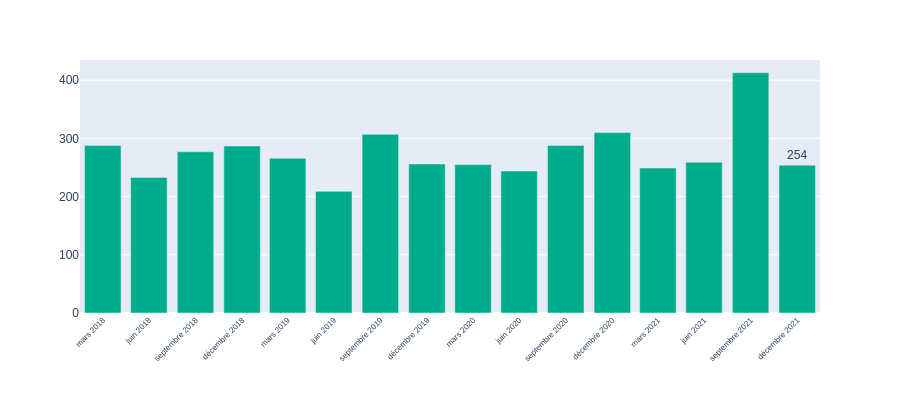 400
300
254
200
100
0
mars 2018
juin 2018
septembre 2018
décembre 2018
mars 2019
juin 2019
septembre 2019
décembre 2019
mars 2020
juin 2020
septembre 2020
décembre 2020
mars 2021
juin 2021
septembre 2021
décembre 2021